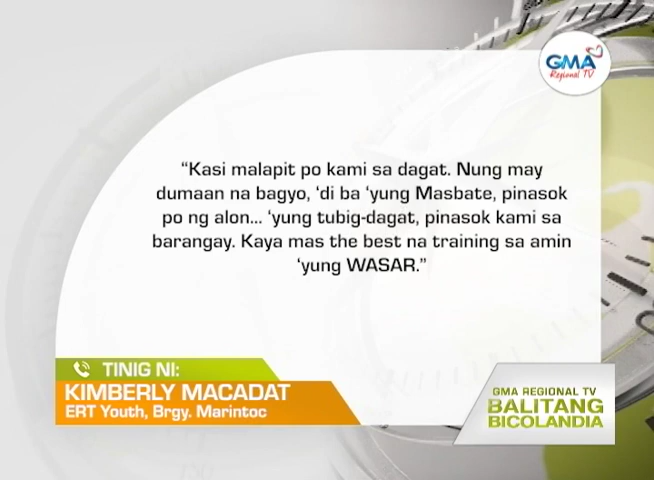 GMA
Regional TV
“Kasi malapit po kami sa dagat. Nung may
dumaan na bagyo, ‘di ba ‘yung Masbate, pinasok
po ng alon... ‘yung tubig-dagat, pinasok kami sa
barangay. Kaya mas the best na training sa amin
‘yung WASAR.”
TINIG NI:
KIMBERLY MACADAT
ERT Youth, Brgy. Marintoc
GMA REGIONAL TV
BALITANG
BICOLANDIA